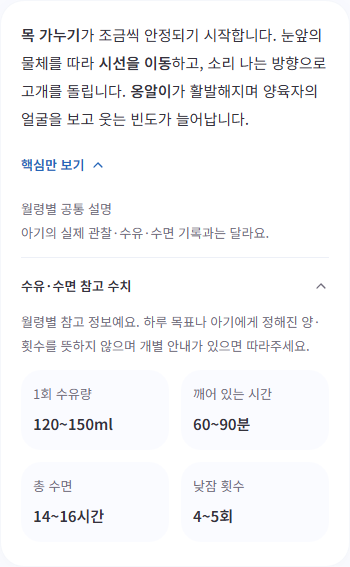 목 가누기가 조금씩 안정되기 시작합니다. 눈앞의
물체를 따라 시선을 이동하고, 소리 나는 방향으로
고개를 돌립니다. 옹알이가 활발해지며 양육자의
얼굴을 보고 웃는 빈도가 늘어납니다.
핵심만 보기
월령별 공통 설명
아기의 실제 관찰·수유·수면 기록과는 달라요.
수유·수면 참고 수치
월령별 참고 정보예요. 하루 목표나 아기에게 정해진 양·
횟수를 뜻하지 않으며 개별 안내가 있으면 따라주세요.
1회 수유량
120~150ml
깨어 있는 시간
60~90분
총 수면
14~16시간
낮잠 횟수
4~5회